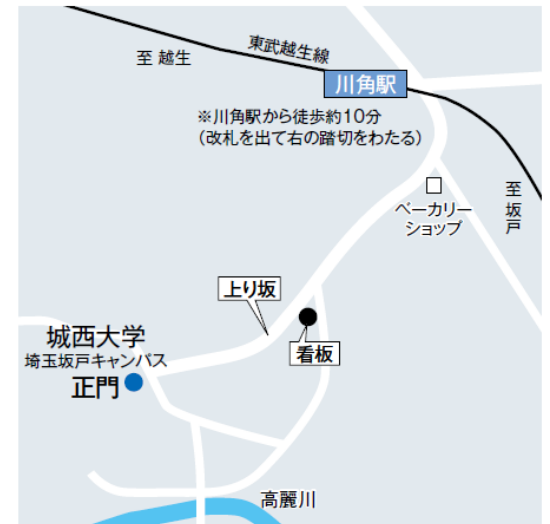 至 越生
東武越生線
川角駅
※川角駅から徒歩約10分
（改札を出て右の踏切をわたる）
至 坂戸
ベーカリー
ショップ
上り坂
看板
城西大学
埼玉坂戸キャンパス
正門
高麗川